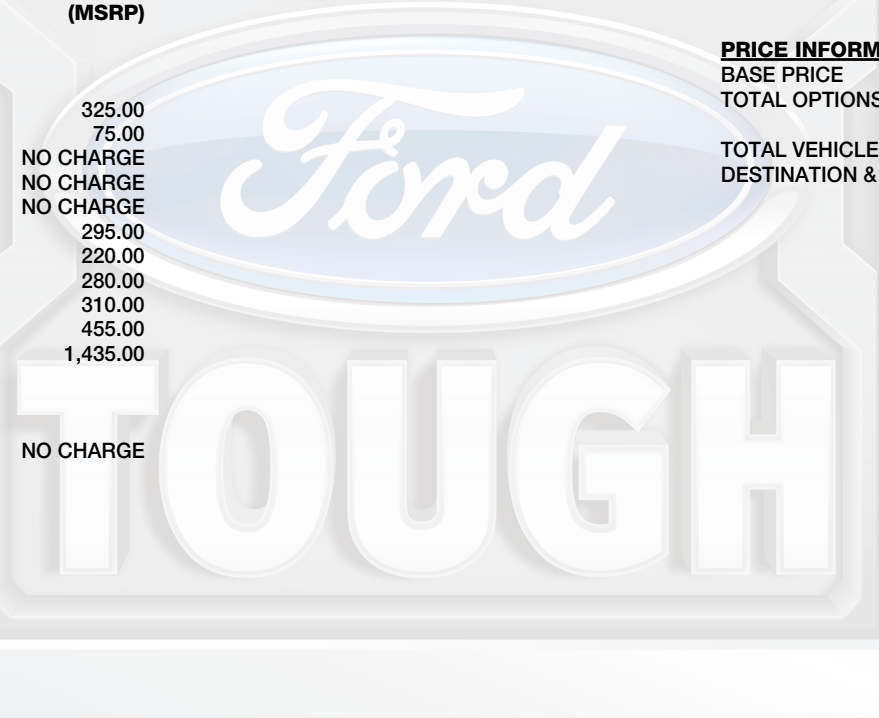 (MSRP)
325.00
75.00
NO CHARGE
NO CHARGE
NO CHARGE
295.00
220.00
280.00
310.00
455.00
1,435.00
NO CHARGE
PRICE INFORM
BASE PRICE
TOTAL OPTIONS
TOTAL VEHICLE
DESTINATION &
Ford
TOUGH